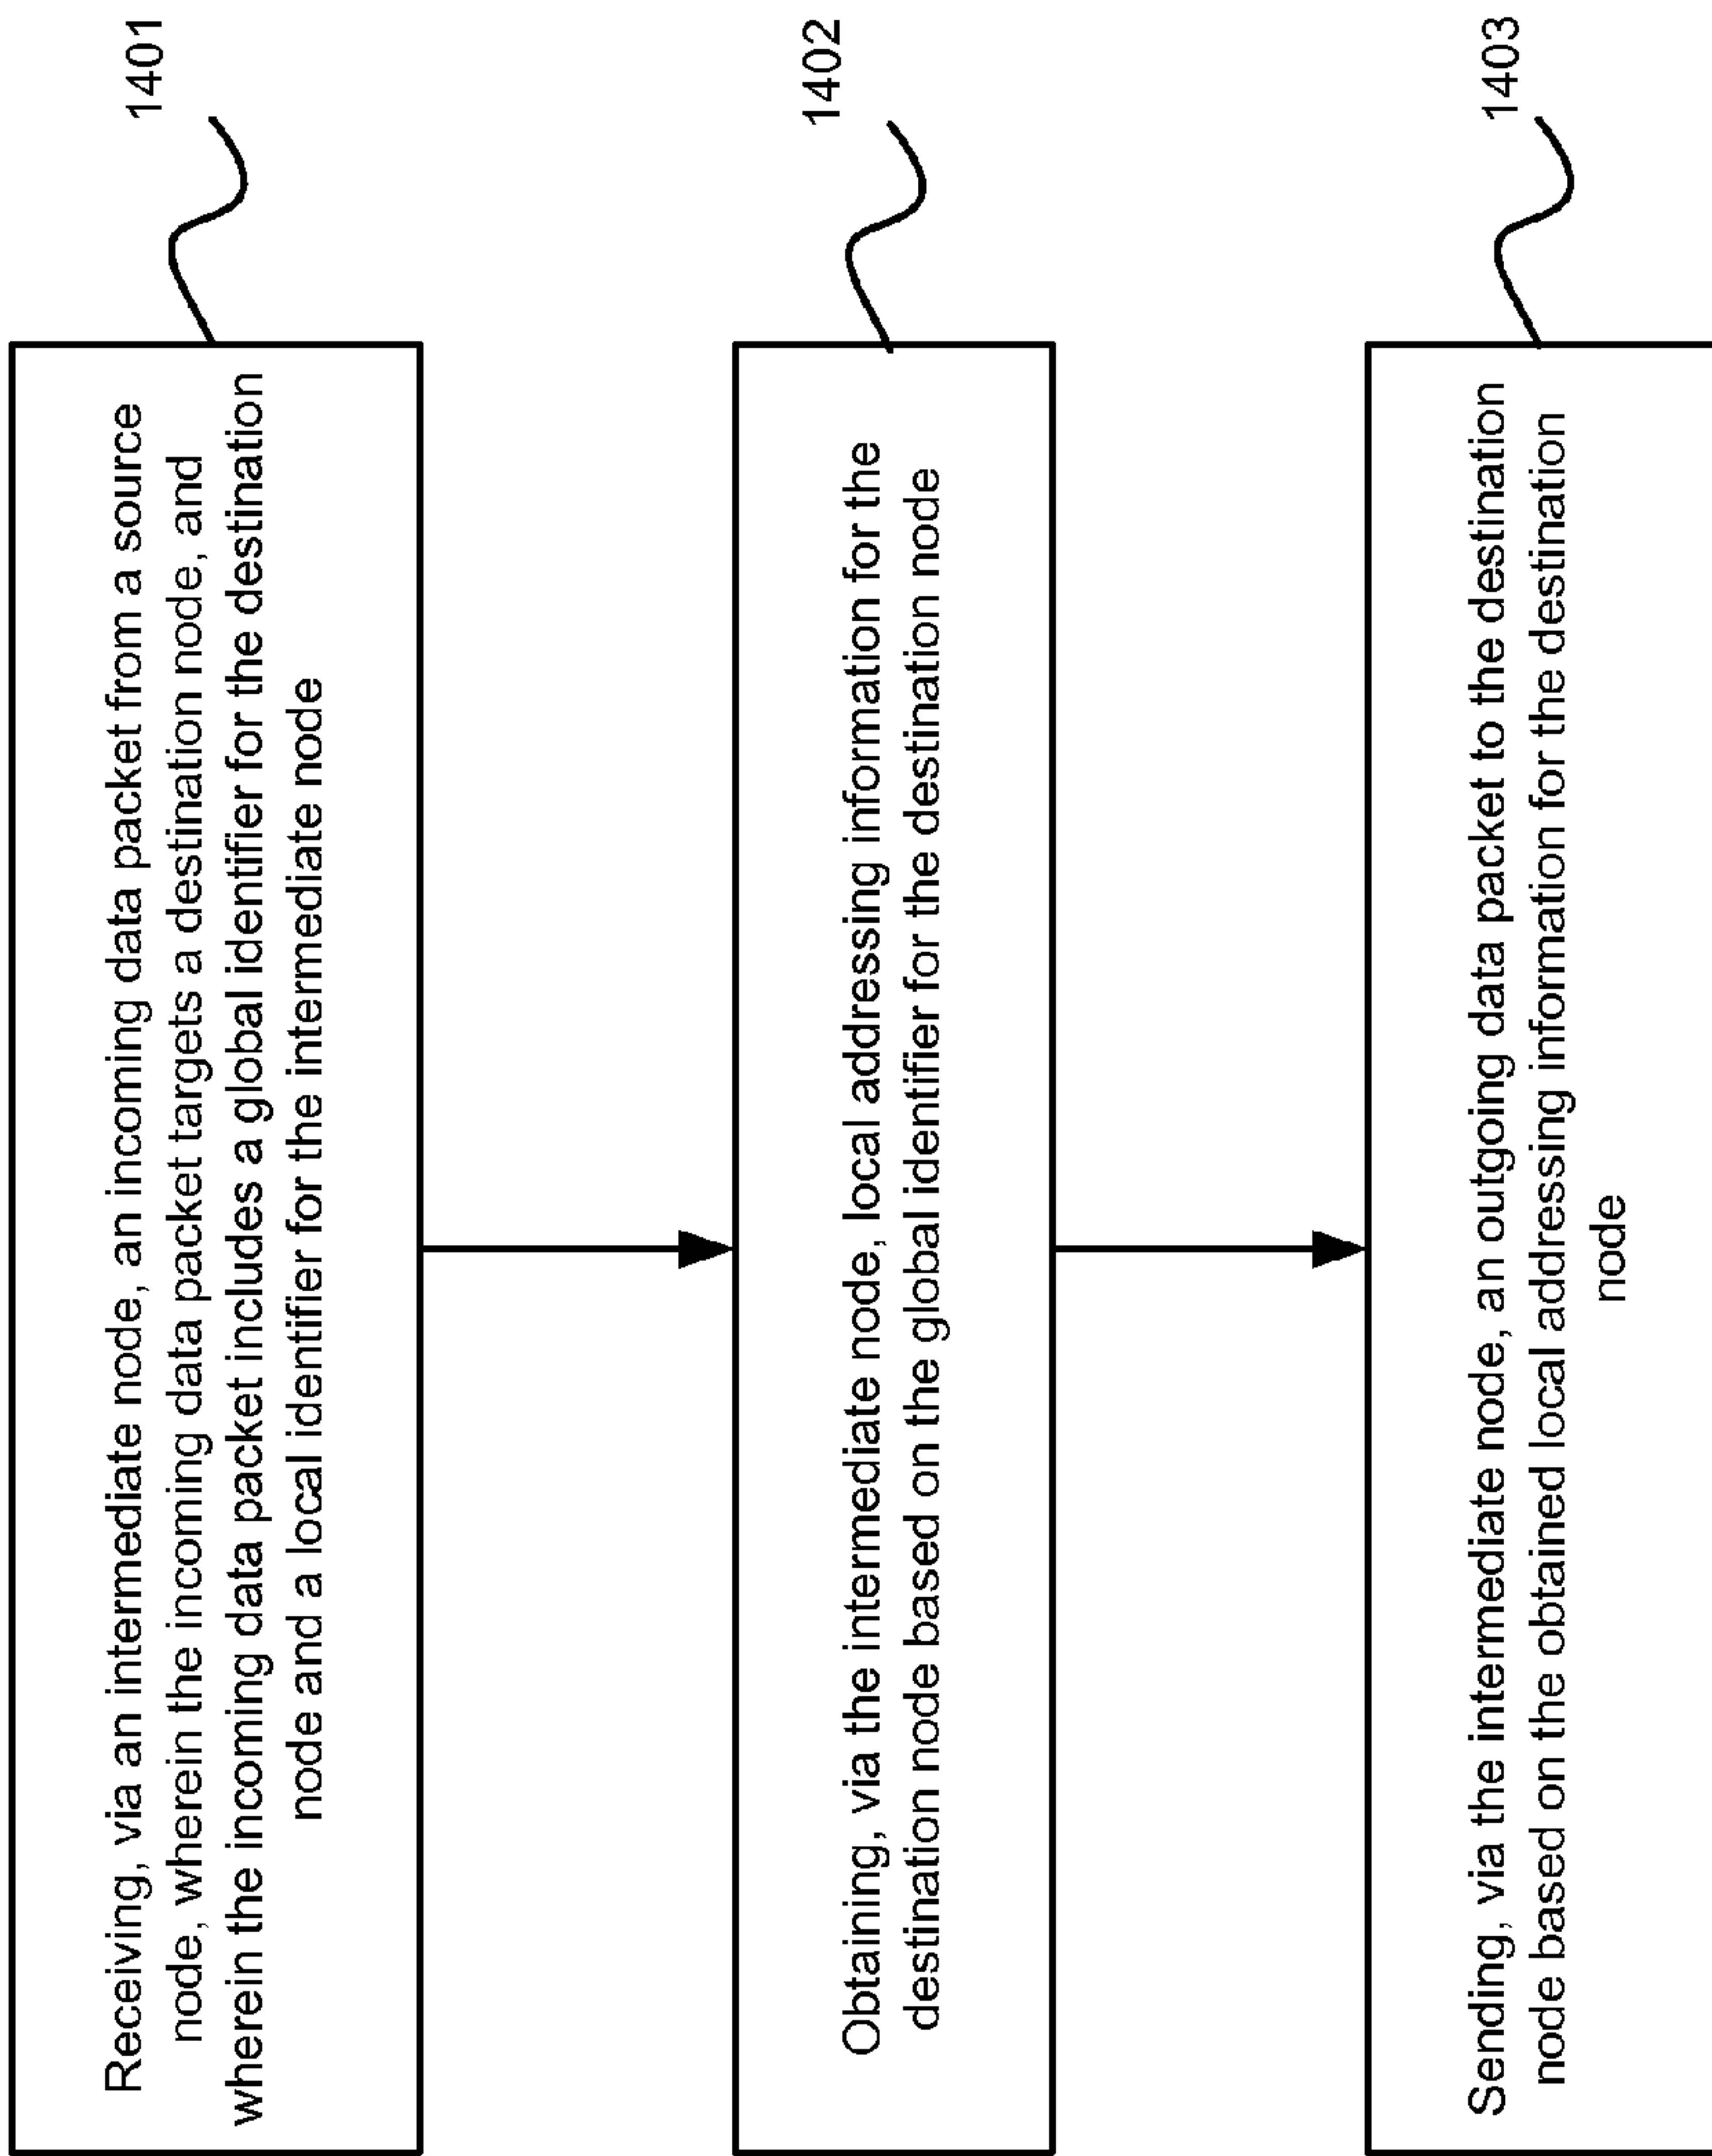 Receiving, via an intermediate node, an incoming data packet from a source
node, wherein the incoming data packet targets a destination node, and
wherein the incoming data packet includes a global identifier for the destination
node and a local identifier for the intermediate node
1401
Obtaining, via the intermediate node, local addressing information for the
destination node based on the global identifier for the destination node
1402
Sending, via the intermediate node, an outgoing data packet to the destination
node based on the obtained local addressing information for the destination
node
1403